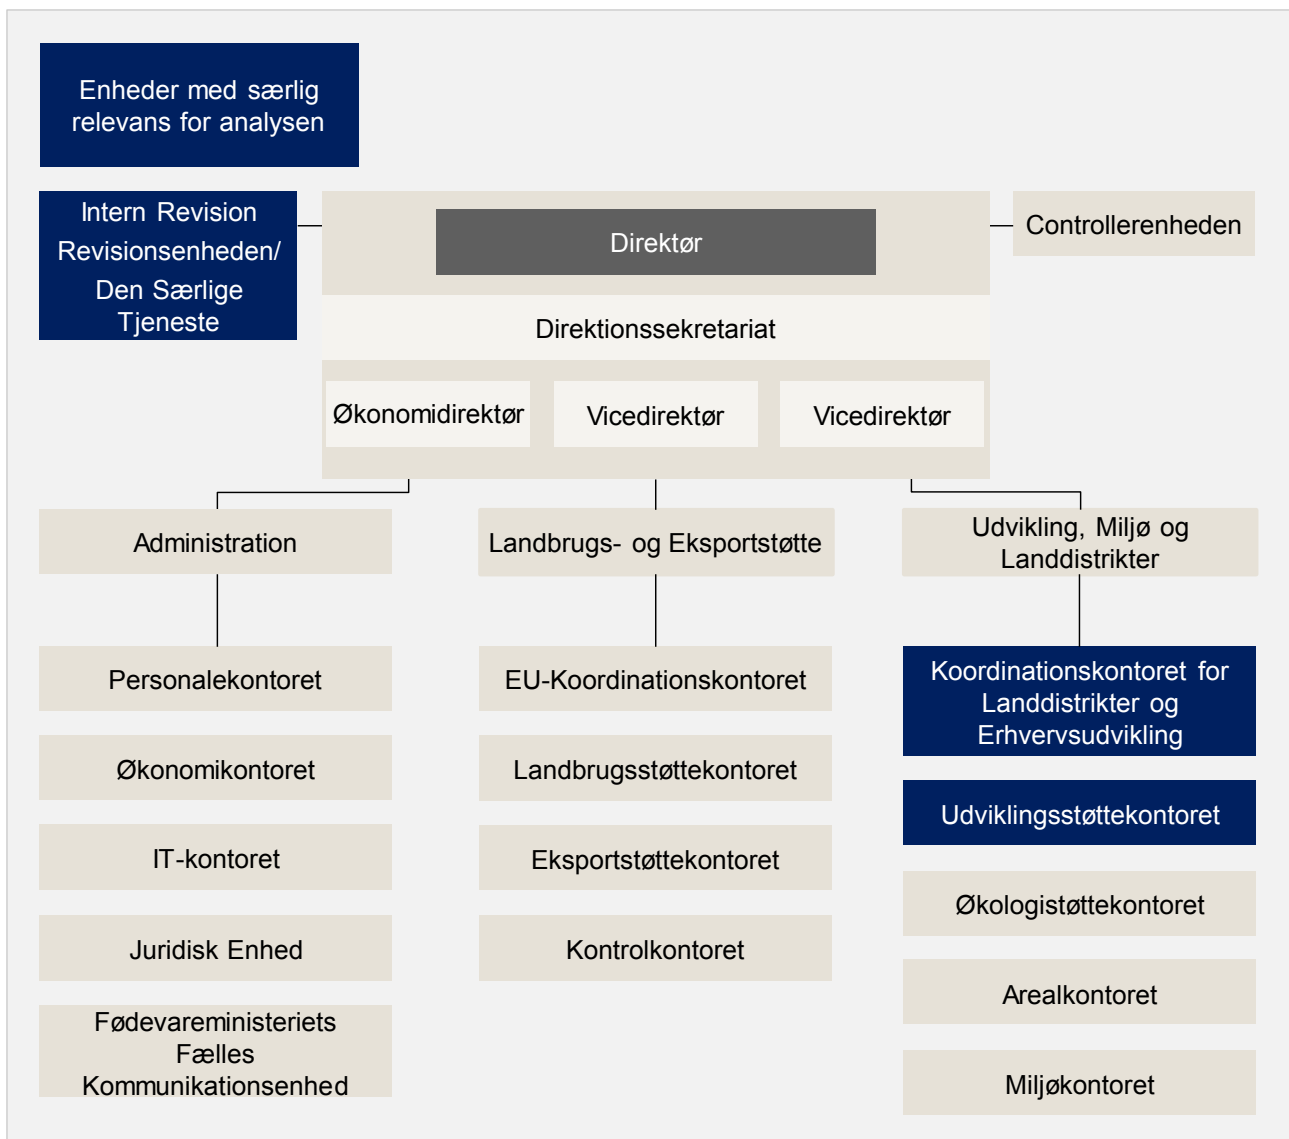 Enheder med særlig
relevans for analysen
Intern Revision
Revisionsenheden/
Den Særlige
Tjeneste
Direktør
Controllerenheden
Direktionssekretariat
Økonomidirektør
Vicedirektør
Vicedirektør
Administration
Personalekontoret
Økonomikontoret
IT-kontoret
Juridisk Enhed
Fødevareministeriets
Fælles
Kommunikationsenhed
Landbrugs- og Eksportstøtte
EU-Koordinationskontoret
Landbrugsstøttekontoret
Eksportstøttekontoret
Kontrolkontoret
Udvikling, Miljø og
Landdistrikter
Koordinationskontoret for
Landdistrikter og
Erhvervsudvikling
Udviklingsstøttekontoret
Økologistøttekontoret
Arealkontoret
Miljøkontoret